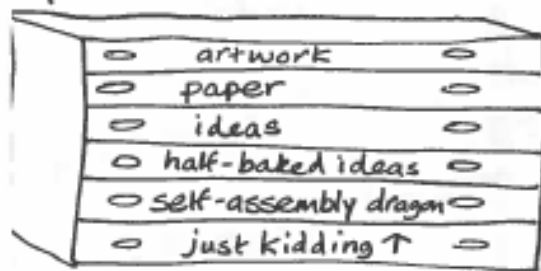 artwork
paper
ideas
half-baked ideas
self-assembly dragon
just kidding ↑